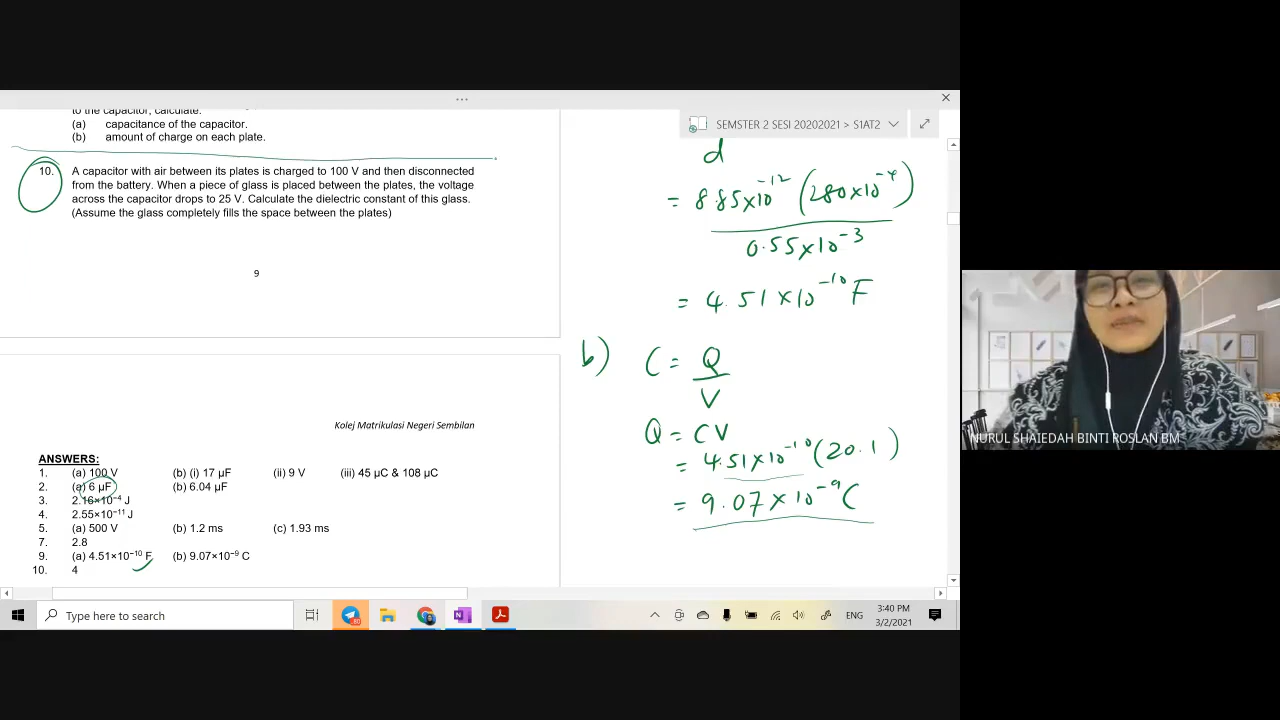 to the capacitor, calculate.
(a) capacitance of the capacitor.
(b) amount of charge on each plate.
10. A capacitor with air between its plates is charged to 100 V and then disconnected
from the battery. When a piece of glass is placed between the plates, the voltage
across the capacitor drops to 25 V. Calculate the dielectric constant of this glass.
(Assume the glass completely fills the space between the plates)
9
Kolej Matrikulasi Negeri Sembilan
ANSWERS:
1. (a) 100 V (b) (i) 17 μF (ii) 9 V (iii) 45 μC & 108 μC
2. (a) 6 μF (b) 6.04 μF
3. 2.16×10⁻⁴ J
4. 2.55×10⁻¹¹ J
5. (a) 500 V (b) 1.2 ms (c) 1.93 ms
7. 2.8
9. (a) 4.51×10⁻¹⁰ F (b) 9.07×10⁻⁹ C
10. 4
SEMSTER 2 SESI 20202021 > S1AT2
d
= 8.85×10⁻¹² (280×10⁻⁴)
0.55×10⁻³
= 4.51×10⁻¹⁰ F
b) C = Q
V
Q = CV
= 4.51×10⁻¹⁰ (20.1)
= 9.07×10⁻⁹ C
NURUL SHAIEDAH BINTI ROSLAN BM
Type here to search
ENG
3:40 PM
3/2/2021